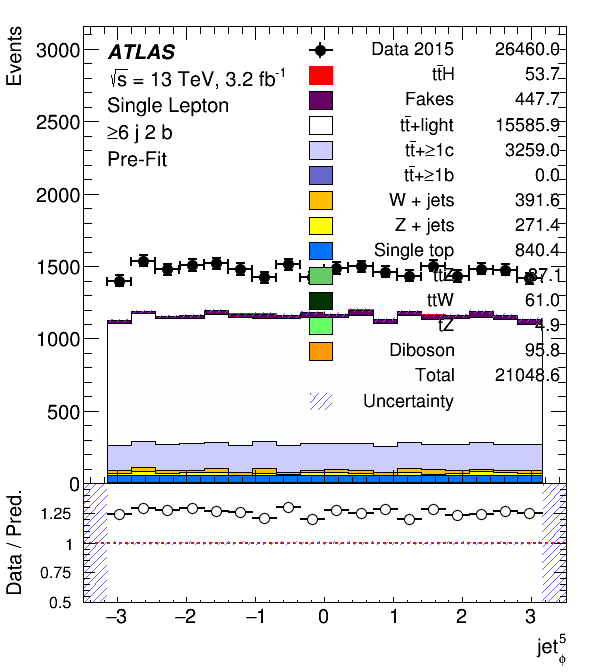 Events
3000
2500
2000
1500
1000
500
0
ATLAS
√s = 13 TeV, 3.2 fb-1
Single Lepton
≥6 j 2 b
Pre-Fit
Data 2015 26460.0
tt̄H 53.7
Fakes 447.7
tt̄+light 15585.9
tt̄+≥1c 3259.0
tt̄+≥1b 0.0
W + jets 391.6
Z + jets 271.4
Single top 840.4
ttZ 37.1
ttW 61.0
tZ 4.9
Diboson 95.8
Total 21048.6
Uncertainty
Data / Pred.
1.25
1
0.75
0.5
−3 −2 −1 0 1 2 3
jet5ϕ